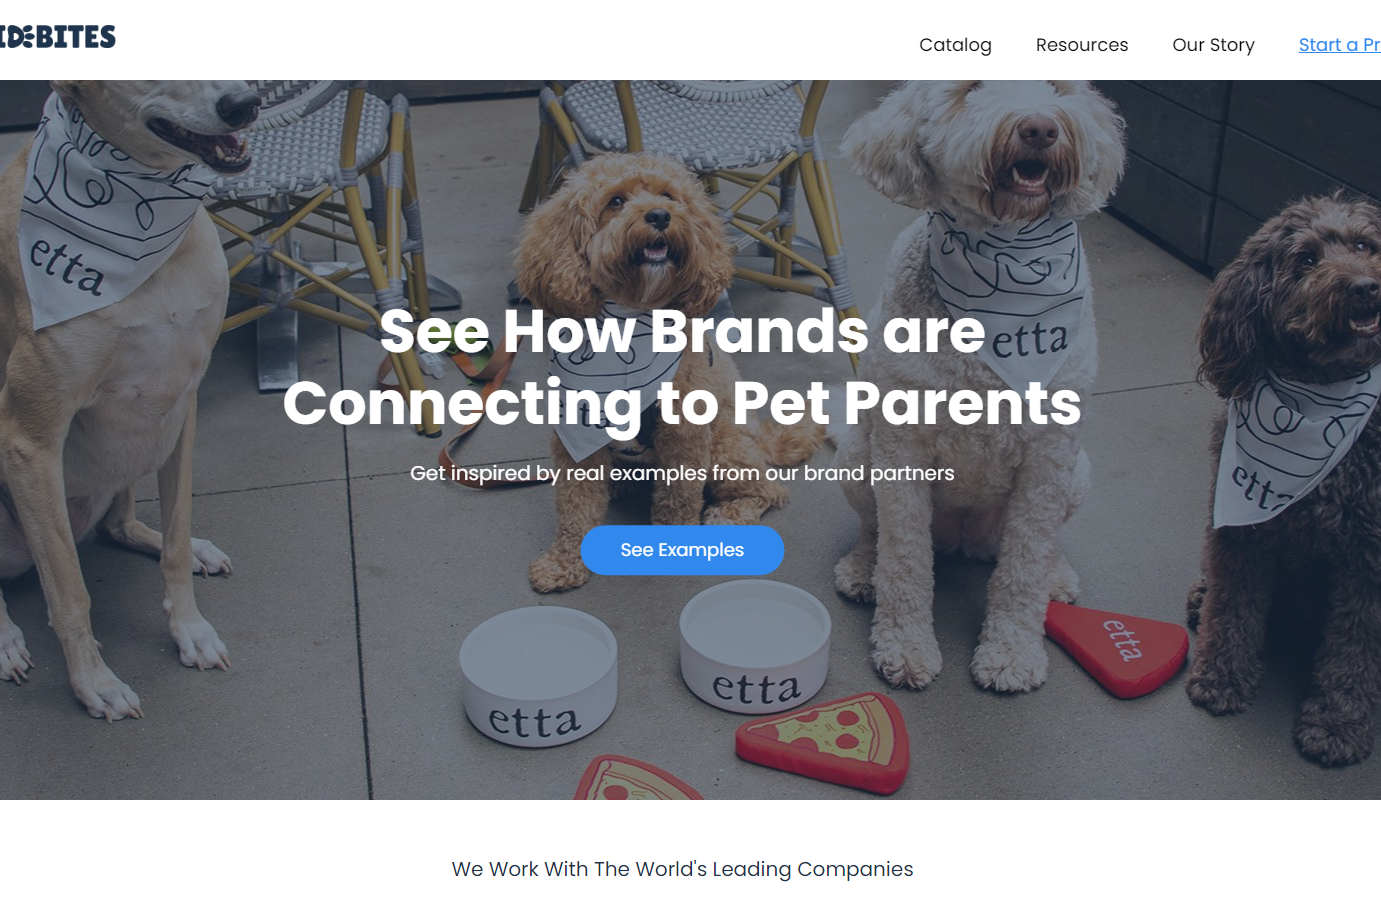 BITES
Catalog
Resources
Our Story
Start a Pr
etta
etta
etta
etta
See How Brands are
Connecting to Pet Parents
Get inspired by real examples from our brand partners
See Examples
etta
etta
etta
We Work With The World's Leading Companies